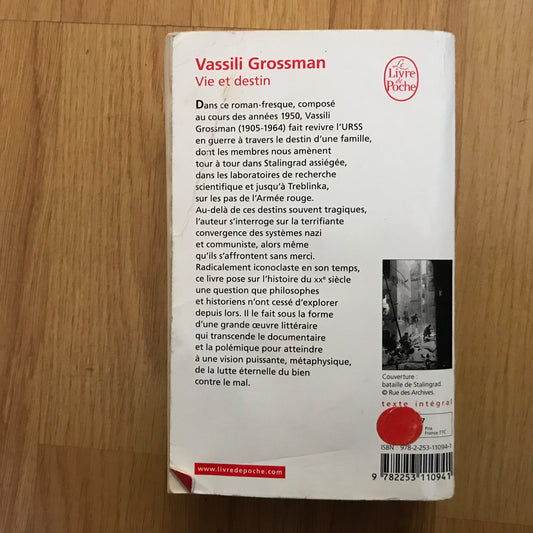 Vassili Grossman
Vie et destin
Le
Livre
de
Poche
Dans ce roman-fresque, composé
au cours des années 1950, Vassili
Grossman (1905-1964) fait revivre l'URSS
en guerre à travers le destin d'une famille,
dont les membres nous amènent
tour à tour dans Stalingrad assiégée,
dans les laboratoires de recherche
scientifique et jusqu'à Treblinka,
sur les pas de l'Armée rouge.
Au-delà de ces destins souvent tragiques,
l'auteur s'interroge sur la terrifiante
convergence des systèmes nazi
et communiste, alors même
qu'ils s'affrontent sans merci.
Radicalement iconoclaste en son temps,
ce livre pose sur l'histoire du XXe siècle
une question que philosophes
et historiens n'ont cessé d'explorer
depuis lors. Il le fait sous la forme
d'une grande œuvre littéraire
qui transcende le documentaire
et la polémique pour atteindre
à une vision puissante, métaphysique,
de la lutte éternelle du bien
contre le mal.
Couverture :
bataille de Stalingrad.
© Rue des Archives.
texte intégral
7
Prix
France TTC
ISBN : 978-2-253-11094-1
9 782253 110941
www.livredepoche.com